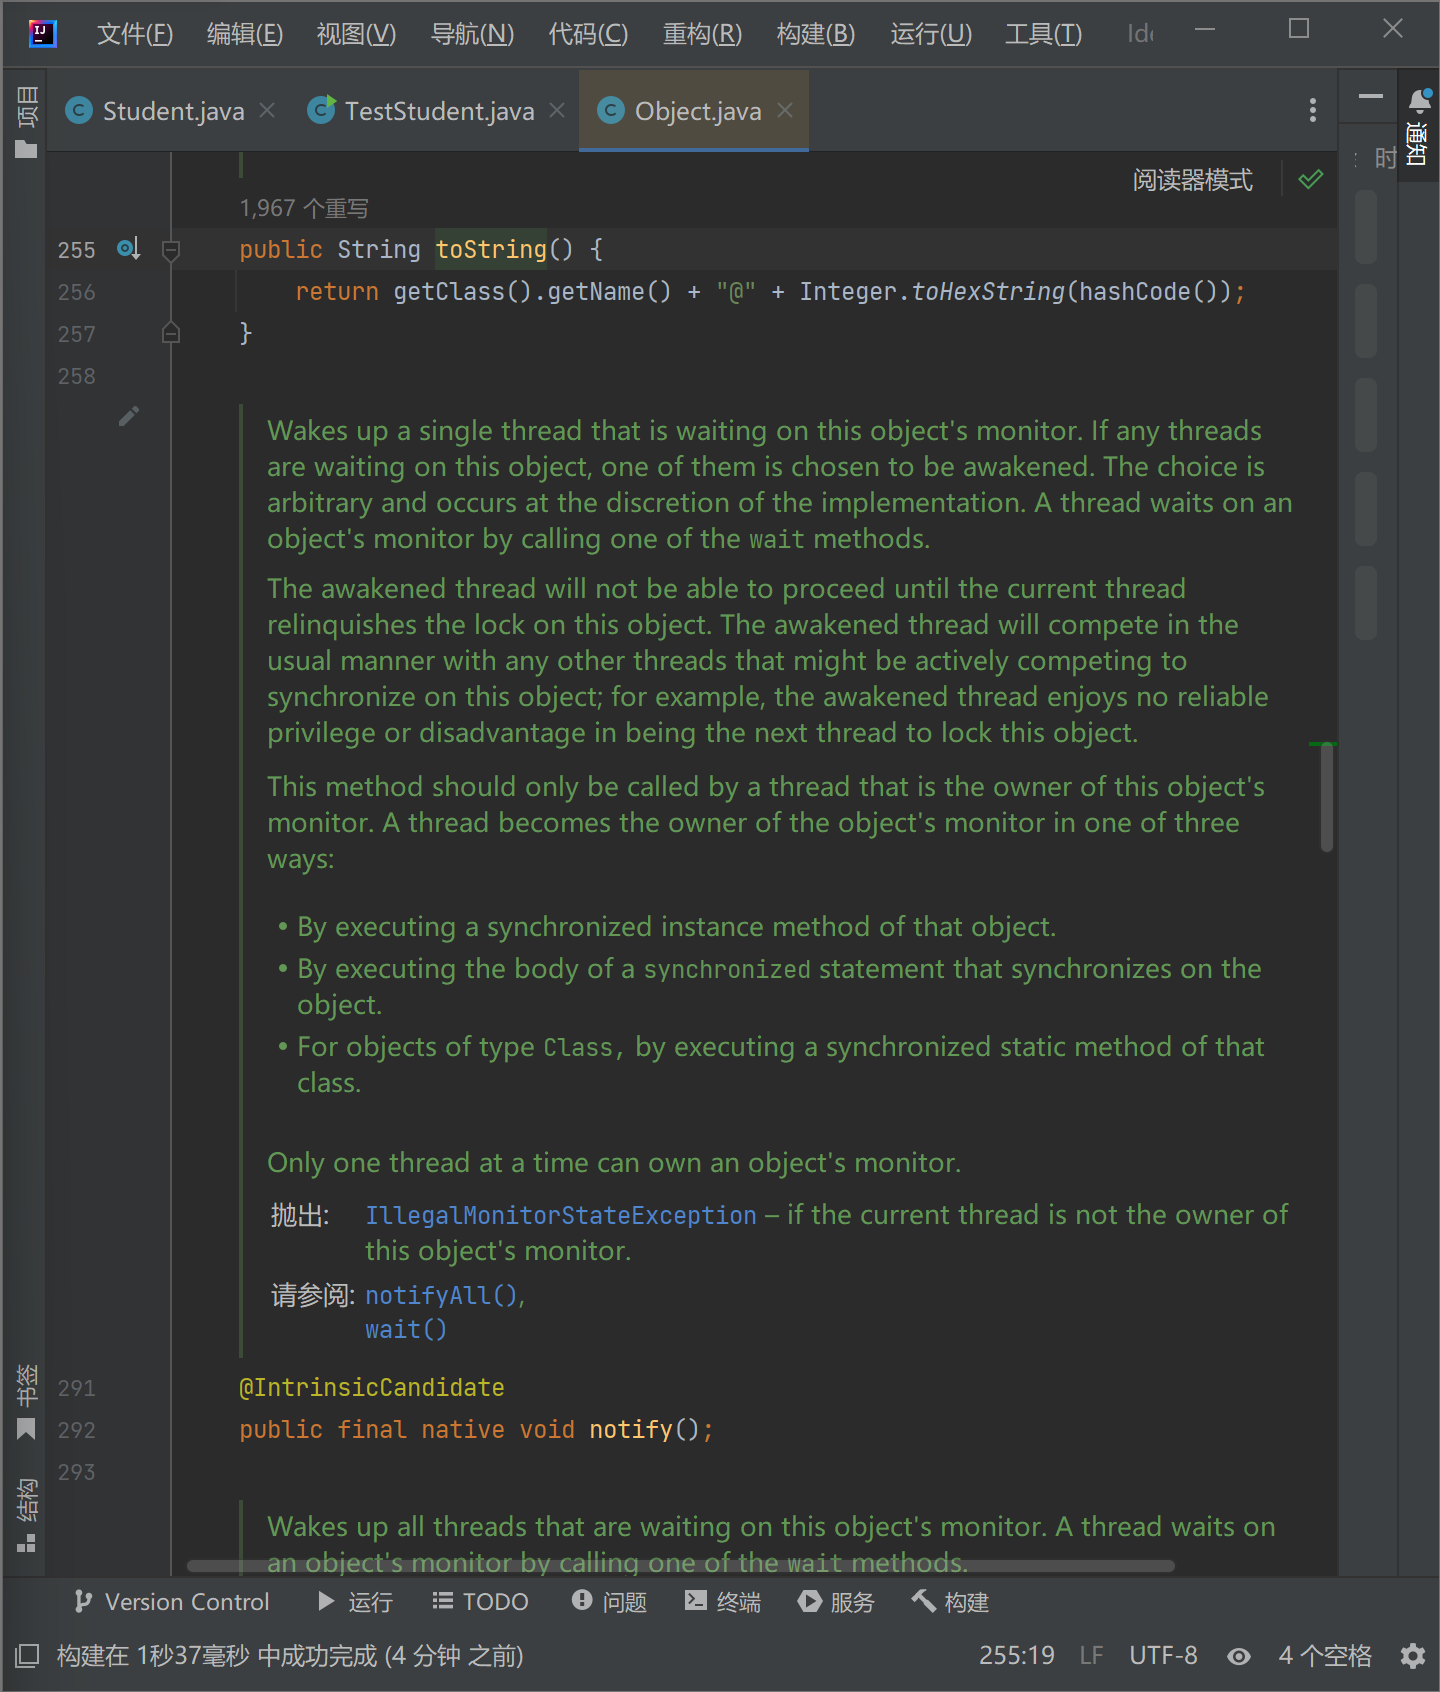 文件(F) 编辑(E) 视图(V) 导航(N) 代码(C) 重构(R) 构建(B) 运行(U) 工具(T) Ide
项目
Student.java TestStudent.java Object.java
通知
时
阅读器模式
1,967 个重写
255 public String toString() {
256 return getClass().getName() + "@" + Integer.toHexString(hashCode());
257 }
258
Wakes up a single thread that is waiting on this object's monitor. If any threads
are waiting on this object, one of them is chosen to be awakened. The choice is
arbitrary and occurs at the discretion of the implementation. A thread waits on an
object's monitor by calling one of the wait methods.
The awakened thread will not be able to proceed until the current thread
relinquishes the lock on this object. The awakened thread will compete in the
usual manner with any other threads that might be actively competing to
synchronize on this object; for example, the awakened thread enjoys no reliable
privilege or disadvantage in being the next thread to lock this object.
This method should only be called by a thread that is the owner of this object's
monitor. A thread becomes the owner of the object's monitor in one of three
ways:
• By executing a synchronized instance method of that object.
• By executing the body of a synchronized statement that synchronizes on the
object.
• For objects of type Class, by executing a synchronized static method of that
class.
Only one thread at a time can own an object's monitor.
抛出: IllegalMonitorStateException – if the current thread is not the owner of
this object's monitor.
请参阅: notifyAll(),
wait()
书签
291 @IntrinsicCandidate
292 public final native void notify();
293
结构
Wakes up all threads that are waiting on this object's monitor. A thread waits on
an object's monitor by calling one of the wait methods.
Version Control 运行 TODO 问题 终端 服务 构建
构建在 1秒37毫秒 中成功完成 (4 分钟 之前) 255:19 LF UTF-8 4 个空格